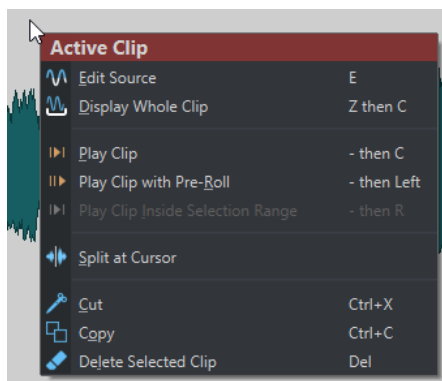 Active Clip
Edit Source E
Display Whole Clip Z then C
Play Clip - then C
Play Clip with Pre-Roll - then Left
Play Clip Inside Selection Range - then R
Split at Cursor
Cut Ctrl+X
Copy Ctrl+C
Delete Selected Clip Del